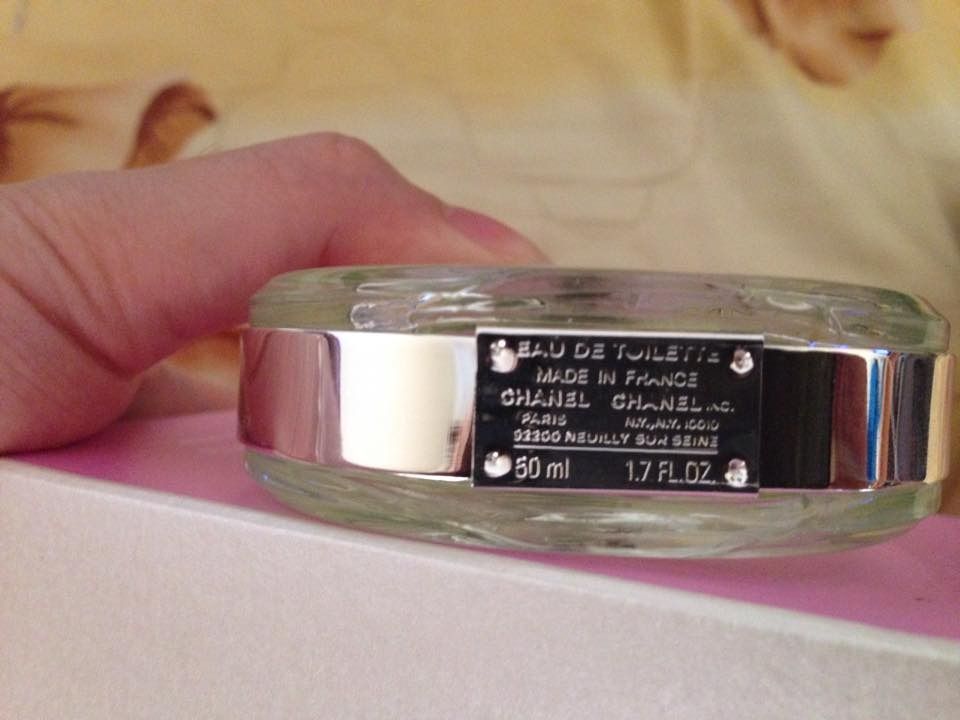 EAU DE TOILETTE
MADE IN FRANCE
CHANEL CHANEL INC.
PARIS N.Y., N.Y. 10019
92200 NEUILLY SUR SEINE
50 ml 1.7 FL.OZ.